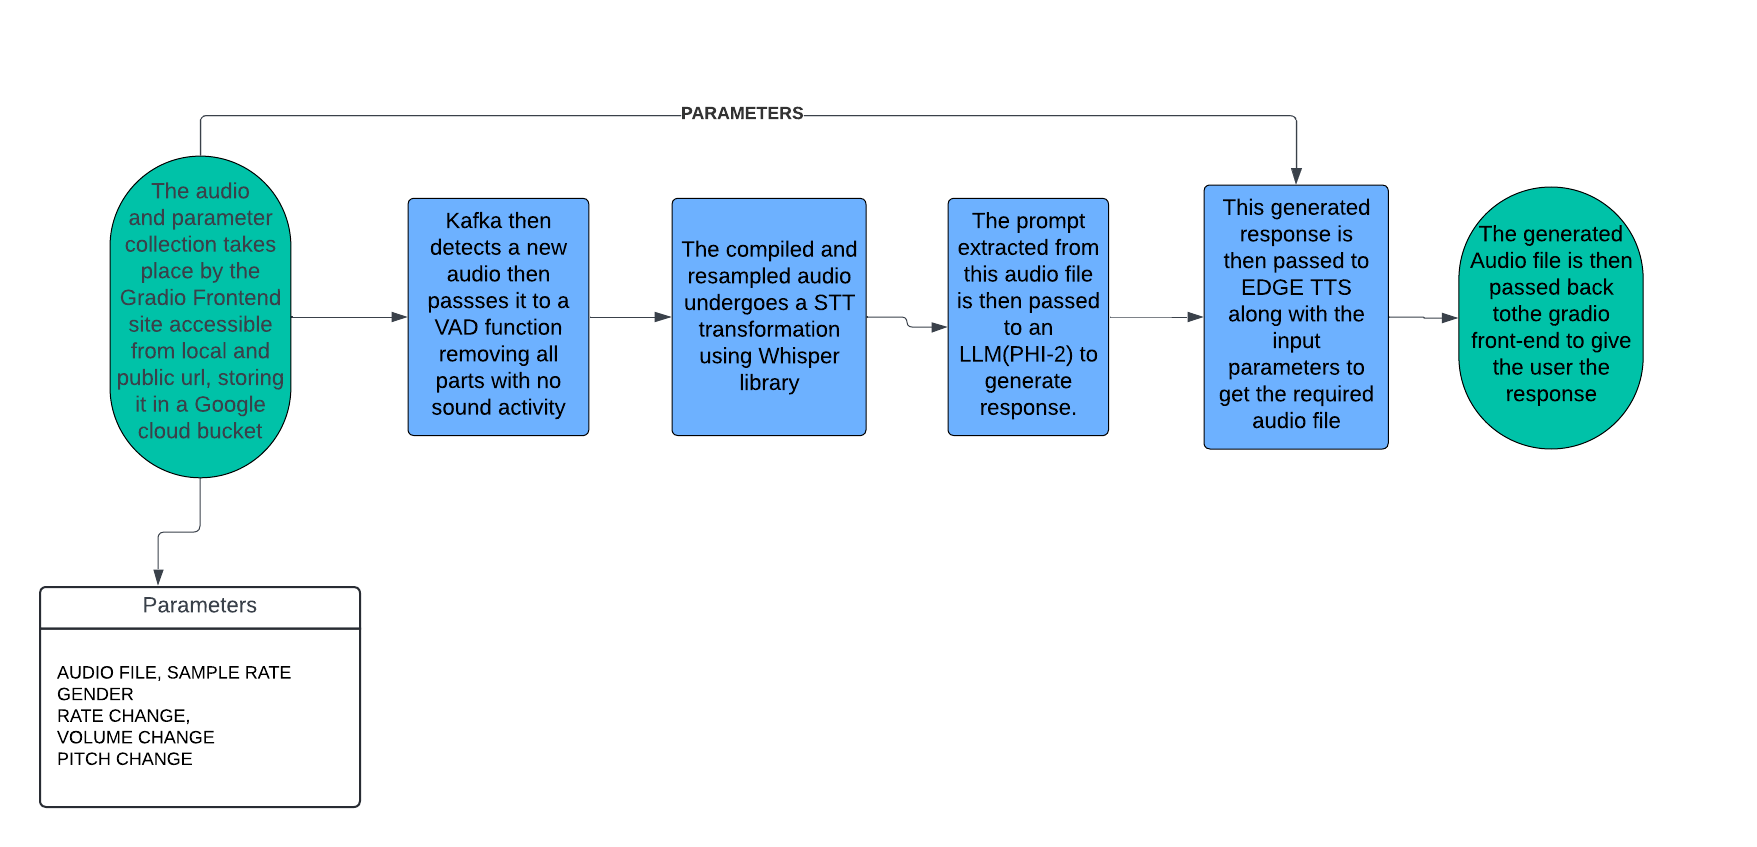 PARAMETERS
The audio
and parameter
collection takes
place by the
Gradio Frontend
site accessible
from local and
public url, storing
it in a Google
cloud bucket
Kafka then
detects a new
audio then
passses it to a
VAD function
removing all
parts with no
sound activity
The compiled and
resampled audio
undergoes a STT
transformation
using Whisper
library
The prompt
extracted from
this audio file
is then passed
to an
LLM(PHI-2) to
generate
response.
This generated
response is
then passed to
EDGE TTS
along with the
input
parameters to
get the required
audio file
The generated
Audio file is then
passed back
tothe gradio
front-end to give
the user the
response
Parameters
AUDIO FILE, SAMPLE RATE
GENDER
RATE CHANGE,
VOLUME CHANGE
PITCH CHANGE